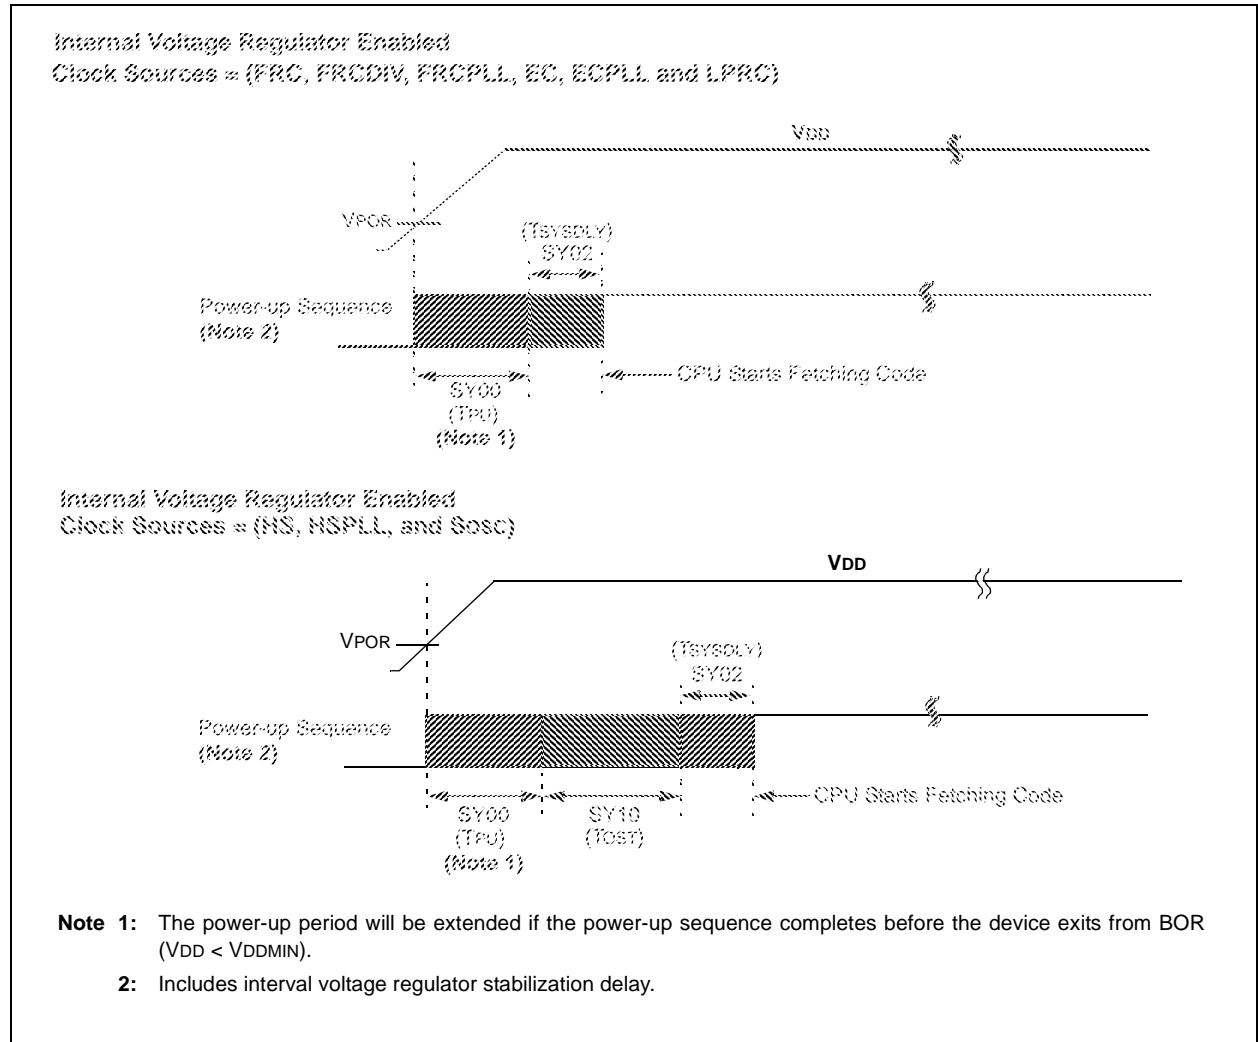 Internal Voltage Regulator Enabled
Clock Sources = (FRC, FRCDIV, FRCPLL, EC, ECPLL and LPRC)
VDD
VPOR
(TSYSDLY)
SY02
Power-up Sequence
(Note 2)
CPU Starts Fetching Code
SY00
(TPU)
(Note 1)
Internal Voltage Regulator Enabled
Clock Sources = (HS, HSPLL, and SOSC)
VDD
VPOR
(TSYSDLY)
SY02
Power-up Sequence
(Note 2)
CPU Starts Fetching Code
SY00
(TPU)
(Note 1)
SY10
(TOST)
Note 1: The power-up period will be extended if the power-up sequence completes before the device exits from BOR
(VDD < VDDMIN).
2: Includes interval voltage regulator stabilization delay.